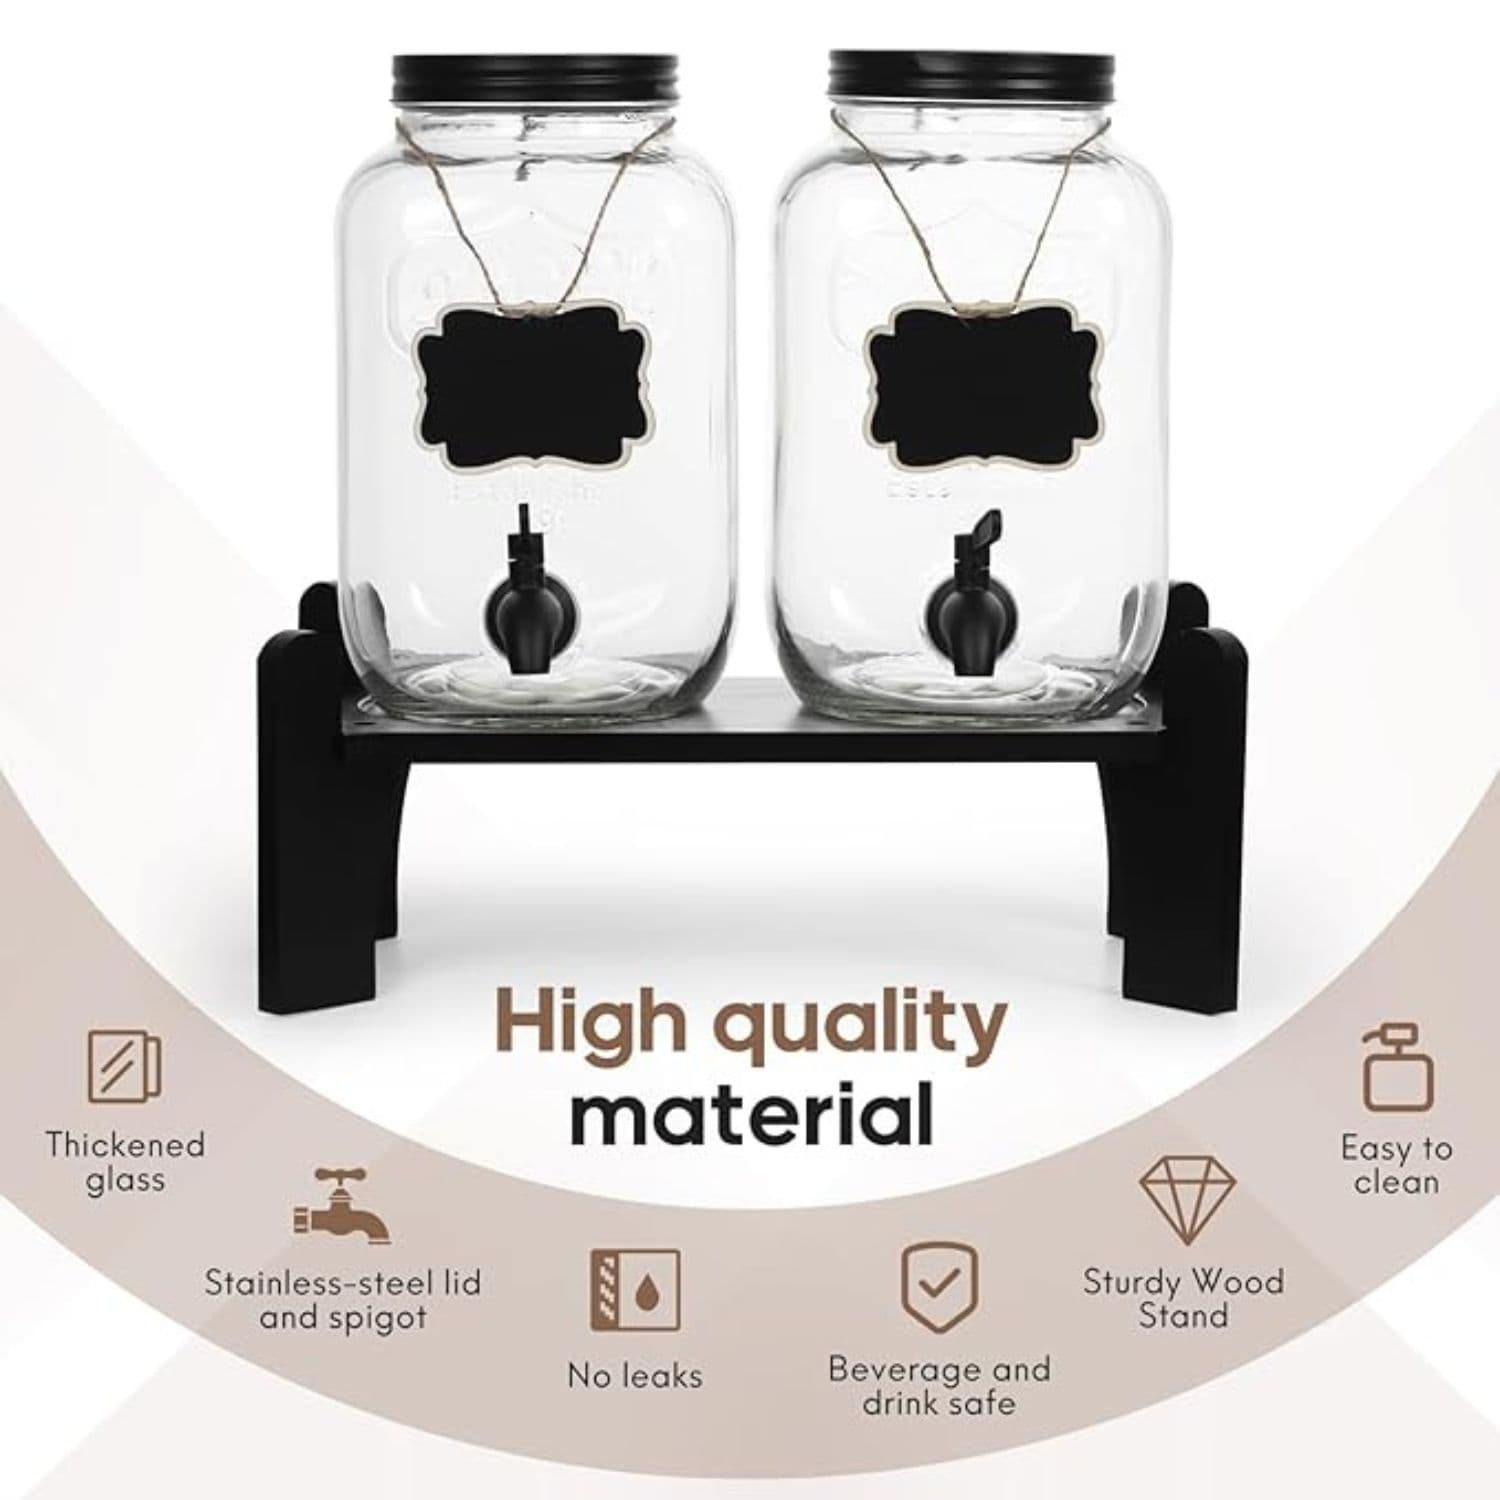 High quality
material
Thickened
glass
Stainless-steel lid
and spigot
No leaks
Beverage and
drink safe
Sturdy Wood
Stand
Easy to
clean